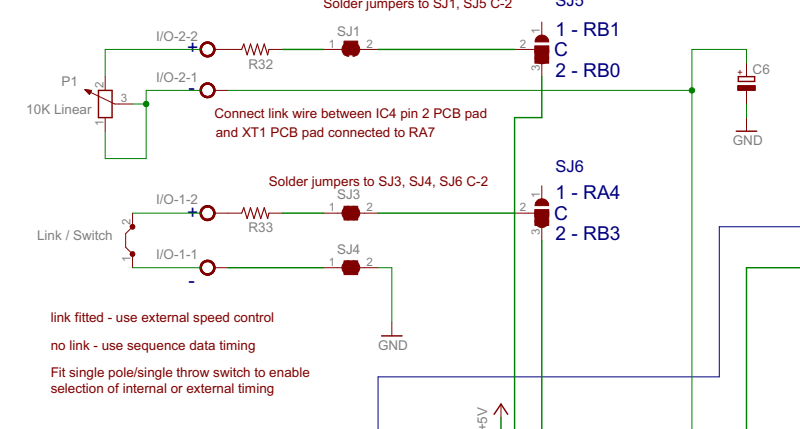 Solder jumpers to SJ1, SJ5 C-2
SJ5
I/O-2-2
+
R32
SJ1
1
2
2
1
3
1 - RB1
C
2 - RB0
P1
10K Linear
2
3
1
I/O-2-1
-
Connect link wire between IC4 pin 2 PCB pad
and XT1 PCB pad connected to RA7
+
C6
GND
Solder jumpers to SJ3, SJ4, SJ6 C-2
SJ6
I/O-1-2
+
R33
SJ3
1
2
2
1
3
1 - RA4
C
2 - RB3
Link / Switch
2
1
I/O-1-1
-
SJ4
1
2
GND
link fitted - use external speed control
no link - use sequence data timing
Fit single pole/single throw switch to enable
selection of internal or external timing
+5V